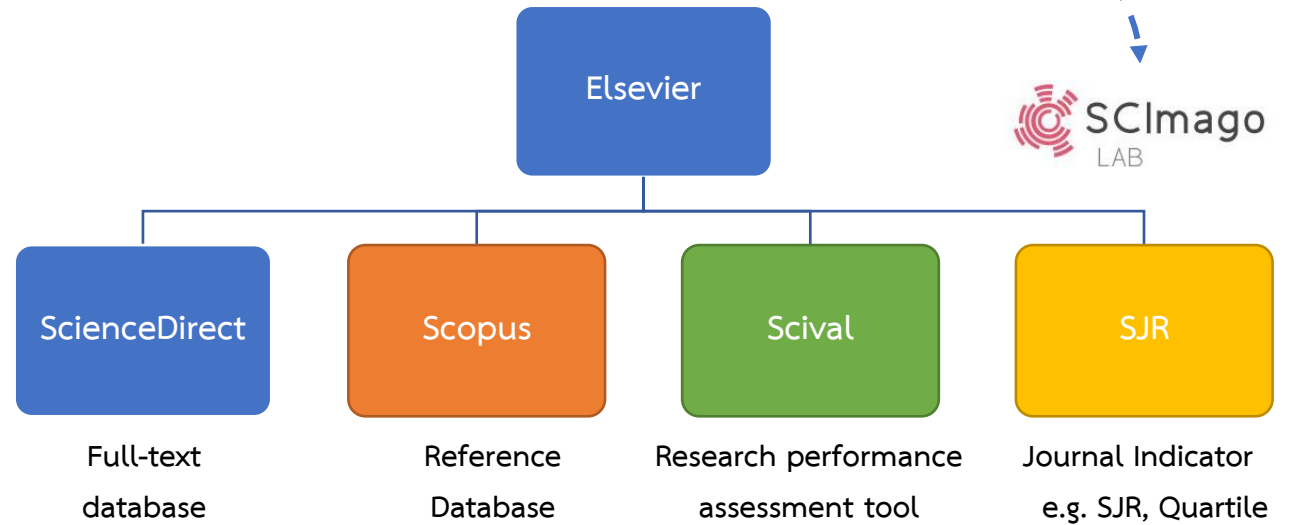 Elsevier
SCImago
LAB
ScienceDirect
Scopus
Scival
SJR
Full-text
database
Reference
Database
Research performance
assessment tool
Journal Indicator
e.g. SJR, Quartile